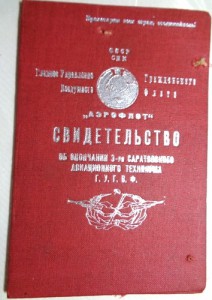 Пролетарии всех стран, соединяйтесь!
СССР
СНК
Главное Управление Гражданского
Воздушного Флота
„АЭРОФЛОТ“
СВИДЕТЕЛЬСТВО
ОБ ОКОНЧАНИИ 3-го САРАТОВСКОГО
АВИАЦИОННОГО ТЕХНИКУМА
Г. У. Г. В. Ф.